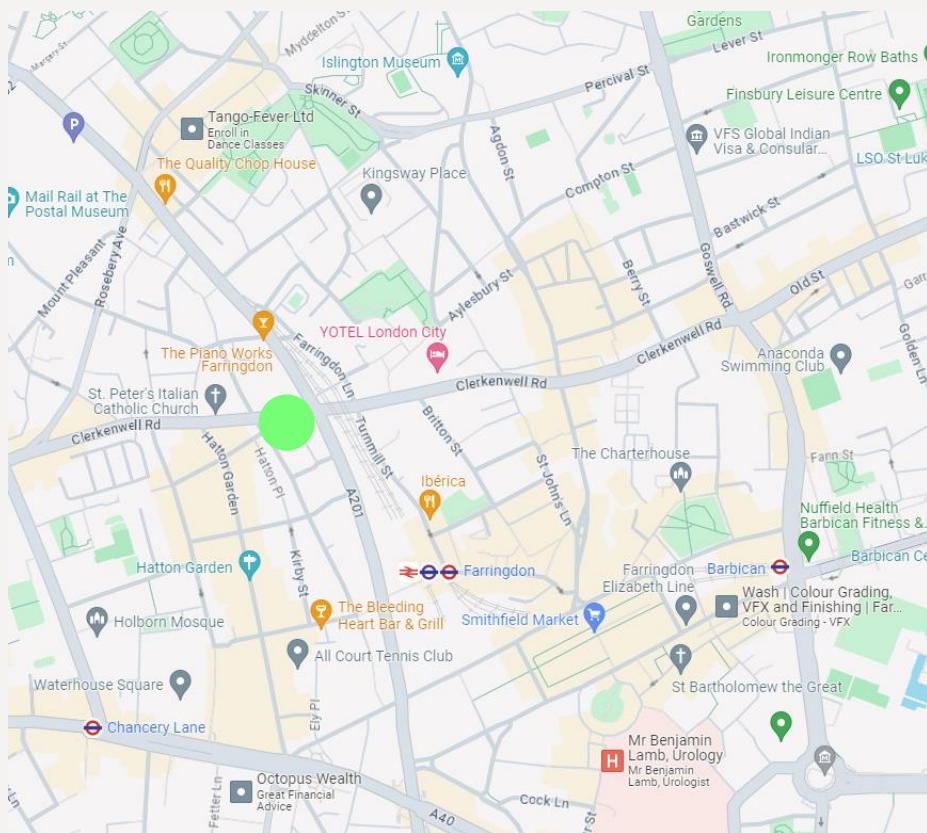 Gardens
Lever St
Myddelton St
Margery St
Islington Museum
Ironmonger Row Baths
Percival St
Skinner St
Finsbury Leisure Centre
P
Tango-Fever Ltd
Enroll in
Dance Classes
Agdon St
VFS Global Indian
Visa & Consular...
LSO St Luk
The Quality Chop House
Kingsway Place
Compton St
Mail Rail at The
Postal Museum
Bastwick St
Mount Pleasant
Rosebery Ave
Goswell Rd
Berry St
Old St
Aylesbury St
Golden Ln
YOTEL London City
Farringdon Ln
Clerkenwell Rd
The Piano Works
Farringdon
Anaconda
Swimming Club
Clerkenwell Rd
St. Peter's Italian
Catholic Church
Clerkenwell Rd
Turnmill St
Britton St
Hatton Garden
Hatton Pl
Fann St
St John's Ln
The Charterhouse
Ibérica
A201
Nuffield Health
Barbican Fitness &...
Kirby St
Barbican Ce
Hatton Garden
Farringdon
Farringdon
Elizabeth Line
Barbican
Wash | Colour Grading,
VFX and Finishing | Far...
Colour Grading - VFX
Holborn Mosque
The Bleeding
Heart Bar & Grill
Smithfield Market
All Court Tennis Club
Waterhouse Square
St Bartholomew the Great
Ely Pl
Chancery Lane
H
Mr Benjamin
Lamb, Urology
Mr Benjamin
Lamb, Urologist
Octopus Wealth
Great Financial
Advice
Fetter Ln
Cock Ln
A40